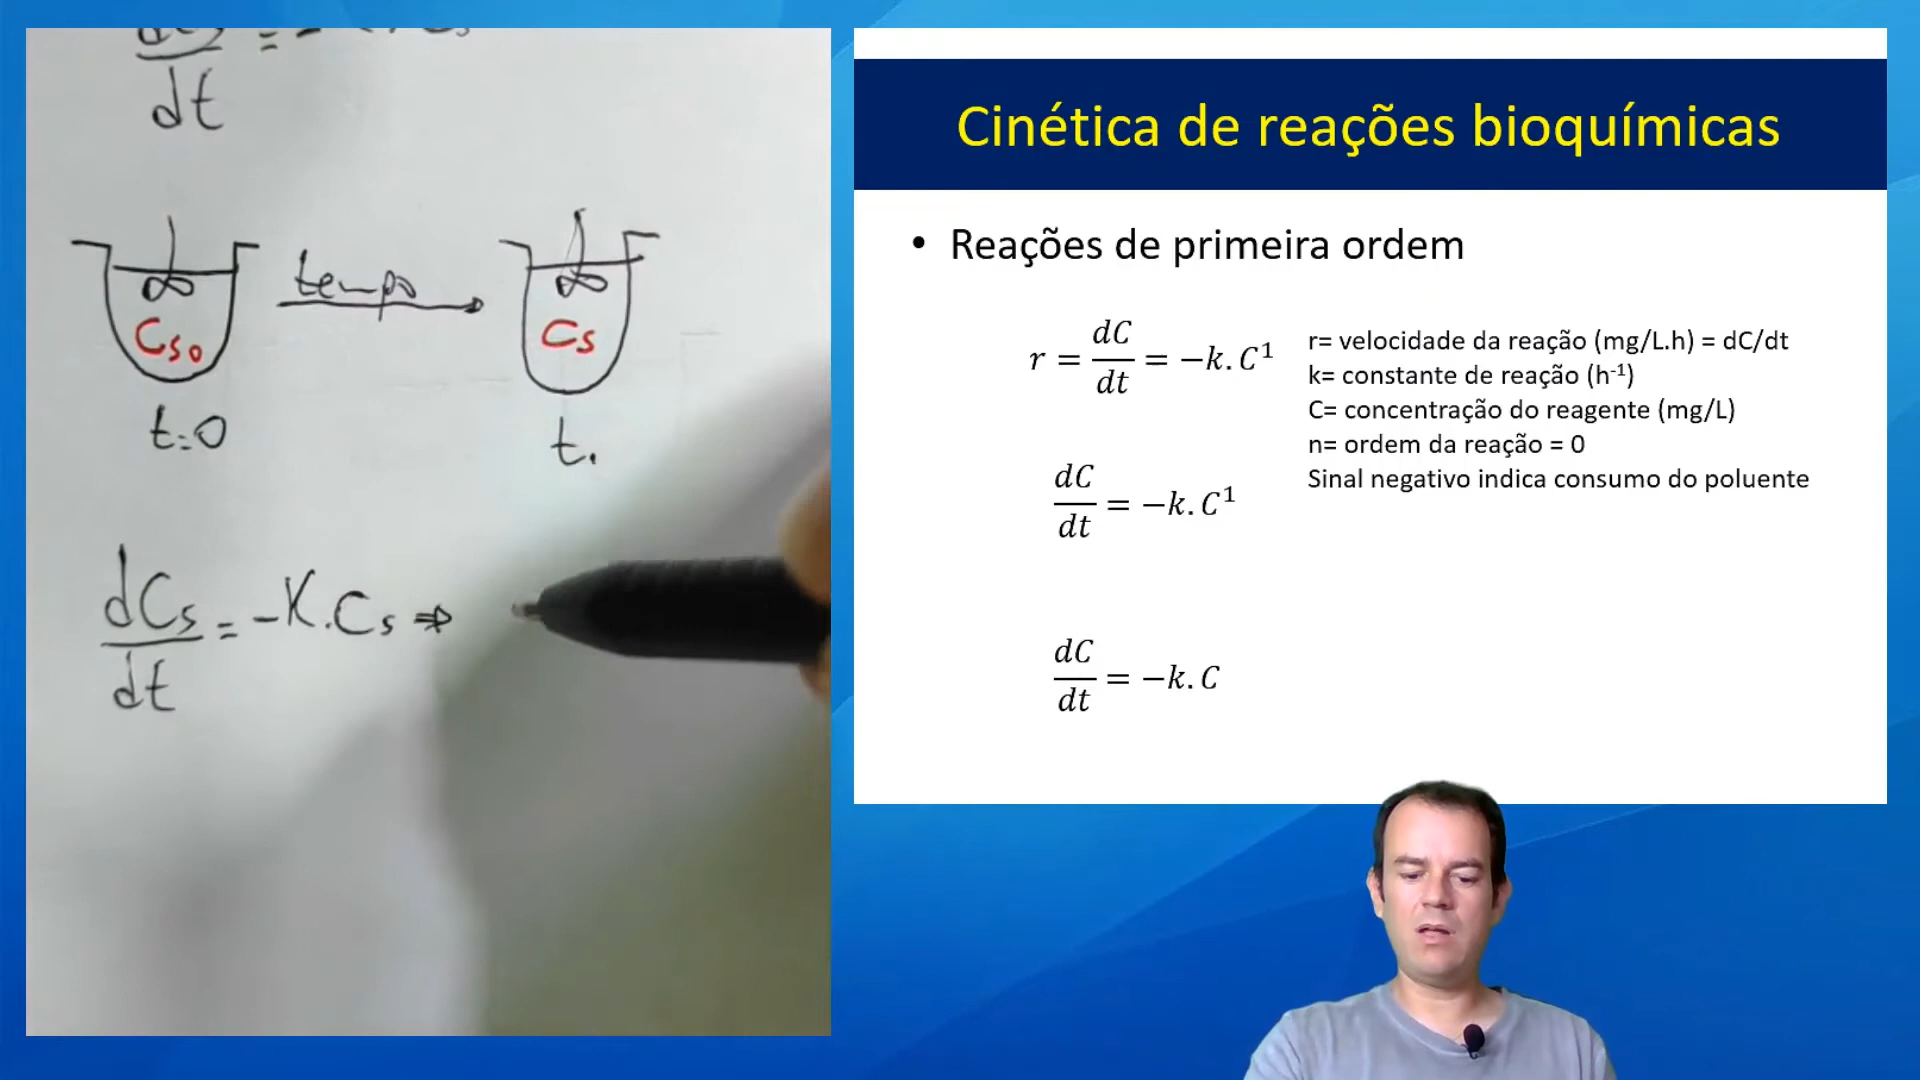 dt
tempo
Cso
Cs
t=0
t.
dCs
dt
= -K.Cs ⇒
Cinética de reações bioquímicas
• Reações de primeira ordem
r = dC/dt = −k. C¹
r= velocidade da reação (mg/L.h) = dC/dt
k= constante de reação (h⁻¹)
C= concentração do reagente (mg/L)
n= ordem da reação = 0
Sinal negativo indica consumo do poluente
dC/dt = −k. C¹
dC/dt = −k. C